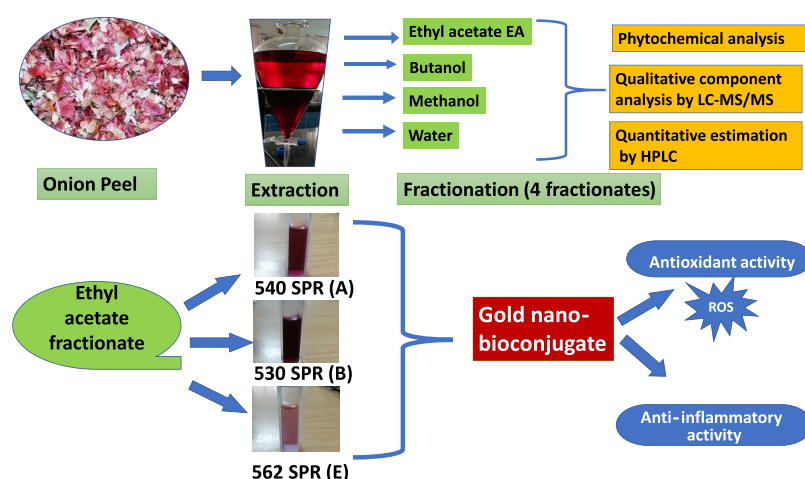 Ethyl acetate EA
Butanol
Methanol
Water
Phytochemical analysis
Qualitative component
analysis by LC-MS/MS
Quantitative estimation
by HPLC
Onion Peel
Extraction
Fractionation (4 fractionates)
Ethyl
acetate
fractionate
540 SPR (A)
530 SPR (B)
562 SPR (E)
Gold nano-
bioconjugate
Antioxidant activity
ROS
Anti-inflammatory
activity